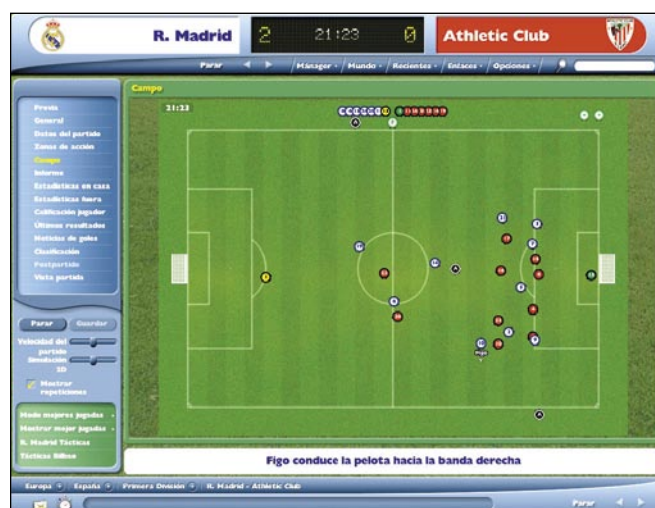 R. Madrid 2 21:23 0 Athletic Club
Parar Mánager Mundo Recientes Enlaces Opciones
Campo
21:23
Previa
General
Datos del partido
Zonas de acción
Campo
Informe
Estadísticas en casa
Estadísticas fuera
Calificación jugador
Últimos resultados
Noticias de goles
Clasificación
Postpartido
Vista partido
Parar Guardar
Velocidad del
partido
Simulación
2D
Mostrar
repeticiones
Modo mejores jugadas
Mostrar mejor jugadas
R. Madrid Tácticas
Tácticas Bilbao
Figo
Figo conduce la pelota hacia la banda derecha
Europa España Primera División R. Madrid - Athletic Club
Parar